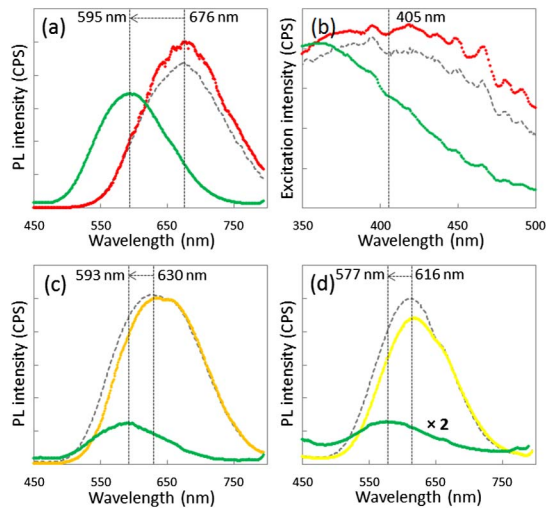 595 nm 676 nm
(a)
PL intensity (CPS)
450 550 650 750
Wavelength (nm)
405 nm
(b)
Excitation intensity (CPS)
350 400 450 500
Wavelength (nm)
593 nm 630 nm
(c)
PL intensity (CPS)
450 550 650 750
Wavelength (nm)
577 nm 616 nm
(d)
PL intensity (CPS)
× 2
450 550 650 750
Wavelength (nm)